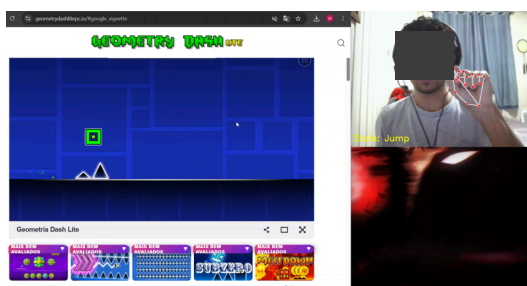 geometrydashlitepc.io/#google_vignette
GEOMETRY DASH LITE
Jump
Geometria Dash Lite
MAIS BEM AVALIADOS
MAIS BEM AVALIADOS
MAIS BEM AVALIADOS
MAIS BEM AVALIADOS
MAIS BEM AVALIADOS
SUBZERO
MELTDOWN